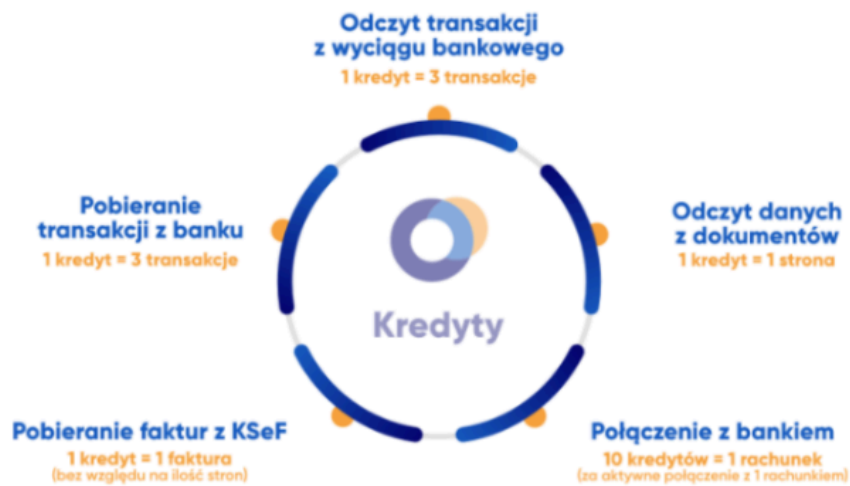 Odczyt transakcji
z wyciągu bankowego
1 kredyt = 3 transakcje
Pobieranie
transakcji z banku
1 kredyt = 3 transakcje
Odczyt danych
z dokumentów
1 kredyt = 1 strona
Kredyty
Pobieranie faktur z KSeF
1 kredyt = 1 faktura
(bez względu na ilość stron)
Połączenie z bankiem
10 kredytów = 1 rachunek
(za aktywne połączenie z 1 rachunkiem)